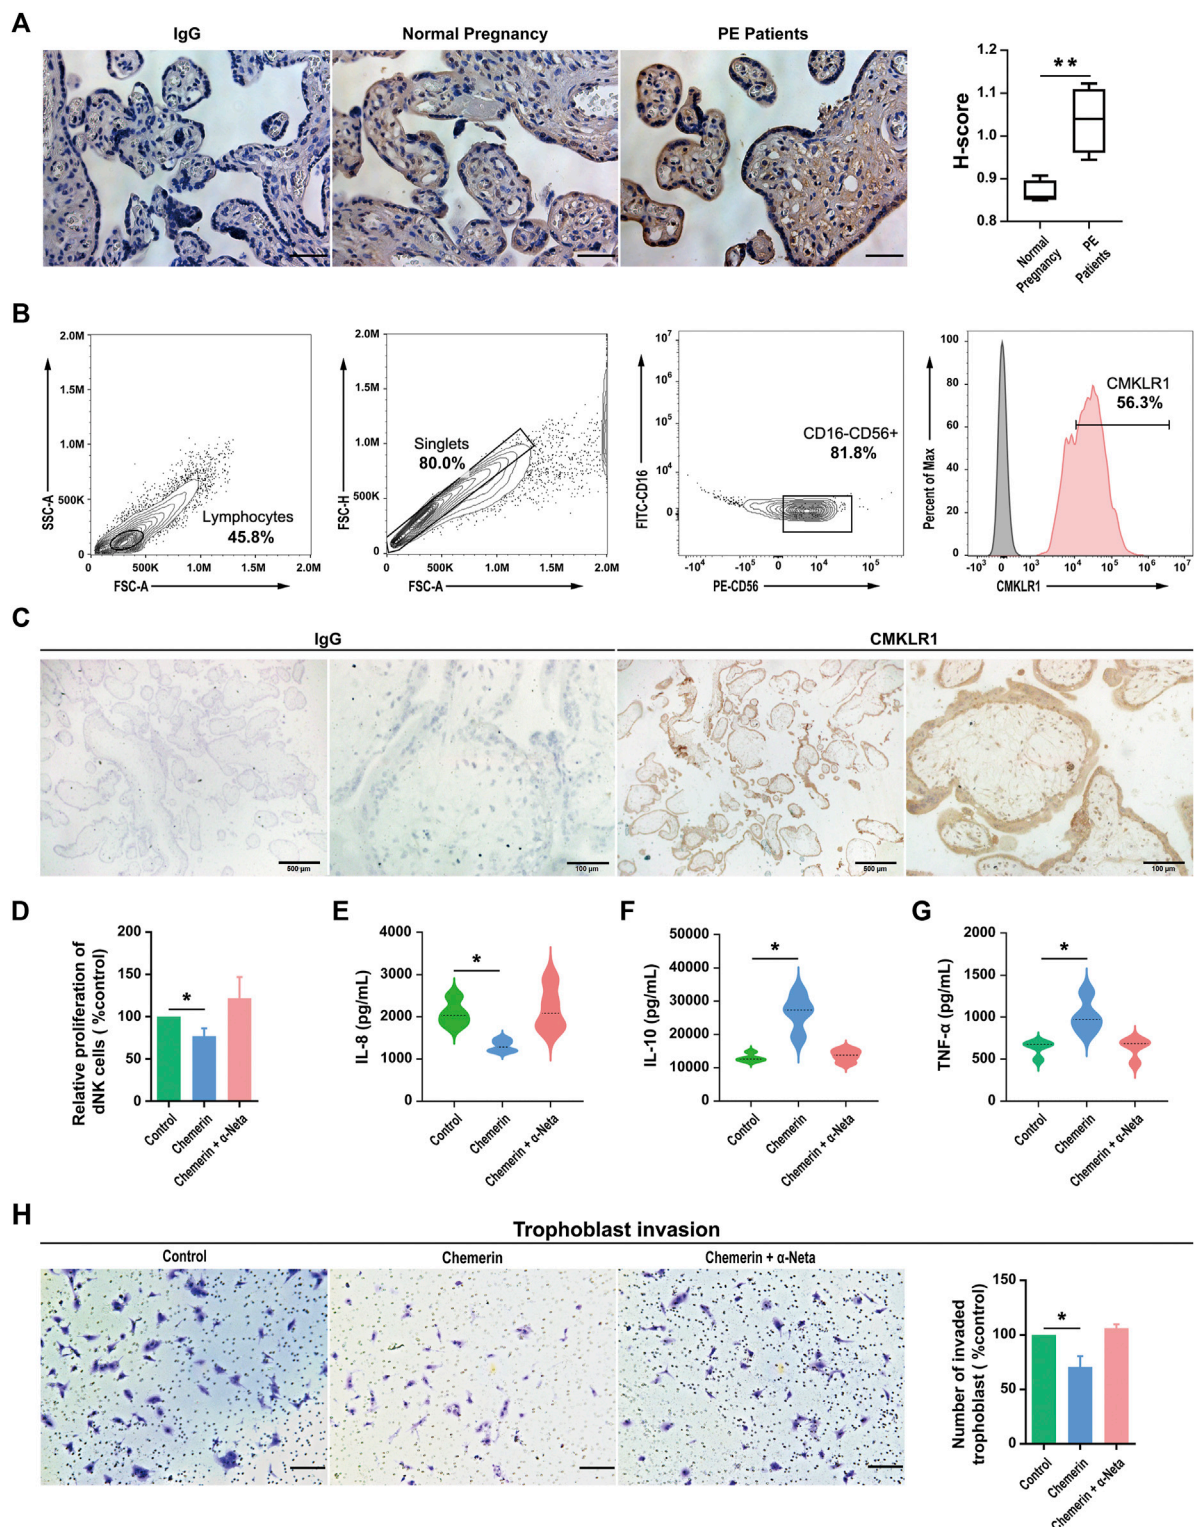 A
IgG
Normal Pregnancy
PE Patients
H-score
1.2
1.1
1.0
0.9
0.8
**
Normal
Pregnancy
PE
Patients
B
SSC-A
2.0M
1.5M
1.0M
500K
0
Lymphocytes
45.8%
0 500K 1.0M 1.5M 2.0M
FSC-A
FSC-H
2.0M
1.5M
1.0M
500K
0
Singlets
80.0%
0 500K 1.0M 1.5M 2.0M
FSC-A
FITC-CD16
10^7
10^6
10^4
0
CD16-CD56+
81.8%
-10^4 -10^5 0 10^4 10^5
PE-CD56
Percent of Max
100
80
60
40
20
0
CMKLR1
56.3%
-10^3 0 10^3 10^4 10^5 10^6 10^7
CMKLR1
C
IgG
CMKLR1
500 µm
100 µm
500 µm
100 µm
D
Relative proliferation of
dNK cells ( %control)
200
150
100
50
0
*
Control
Chemerin
Chemerin + α-Neta
E
IL-8 (pg/mL)
4000
3000
2000
1000
0
*
Control
Chemerin
Chemerin + α-Neta
F
IL-10 (pg/mL)
50000
40000
30000
20000
10000
0
*
Control
Chemerin
Chemerin + α-Neta
G
TNF-α (pg/mL)
2000
1500
1000
500
0
*
Control
Chemerin
Chemerin + α-Neta
H
Trophoblast invasion
Control
Chemerin
Chemerin + α-Neta
Number of invaded
trophoblast ( %control)
150
100
50
0
*
Control
Chemerin
Chemerin + α-Neta